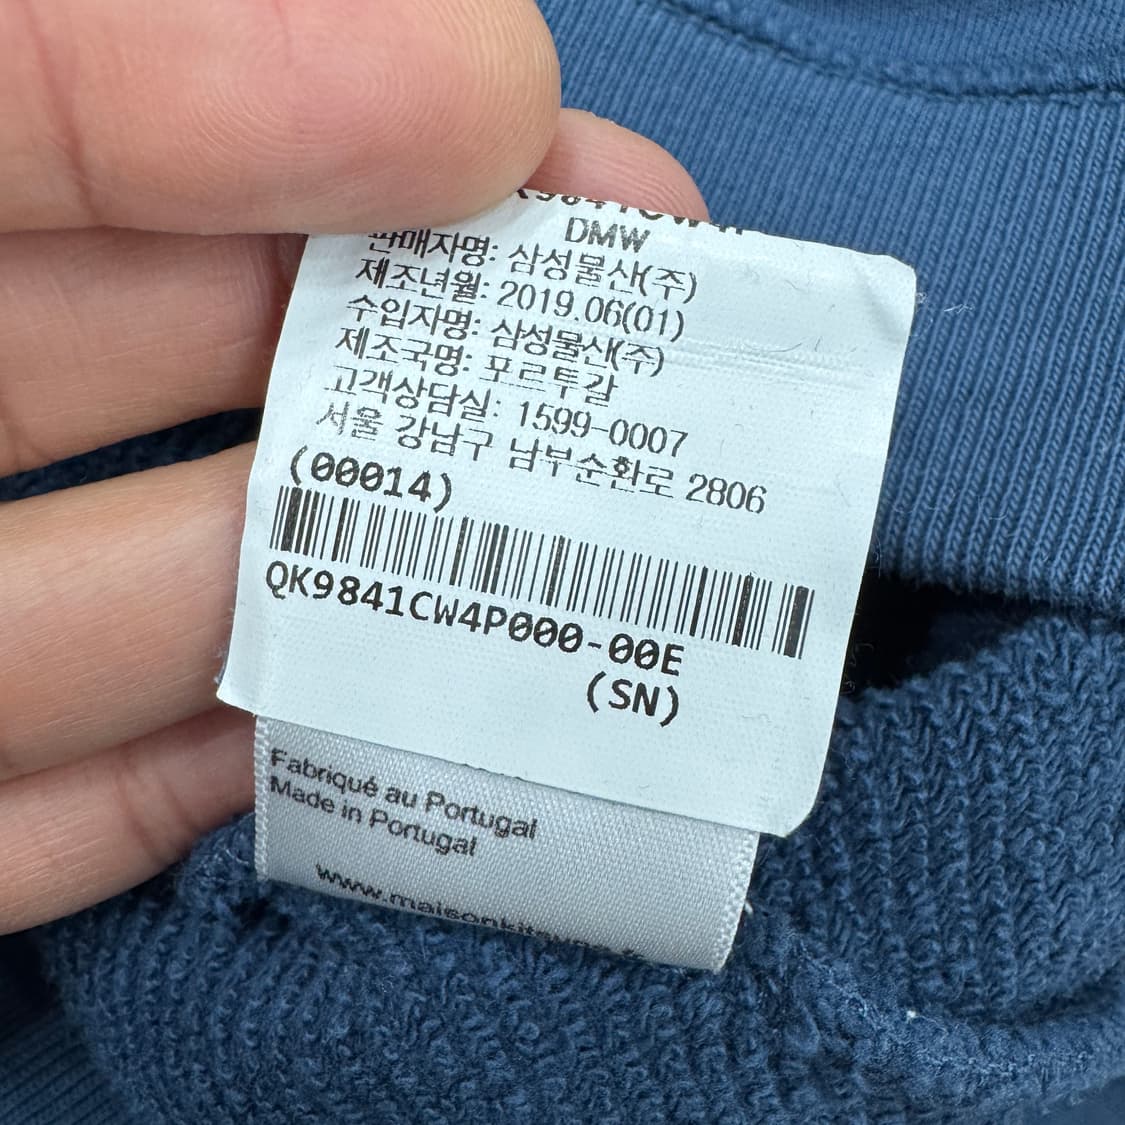 DMW
판매자명: 삼성물산(주)
제조년월: 2019.06(01)
수입자명: 삼성물산(주)
제조국명: 포르투갈
고객상담실: 1599-0007
서울 강남구 남부순환로 2806
(00014)
QK9841CW4P000-00E
(SN)
Fabriqué au Portugal
Made in Portugal